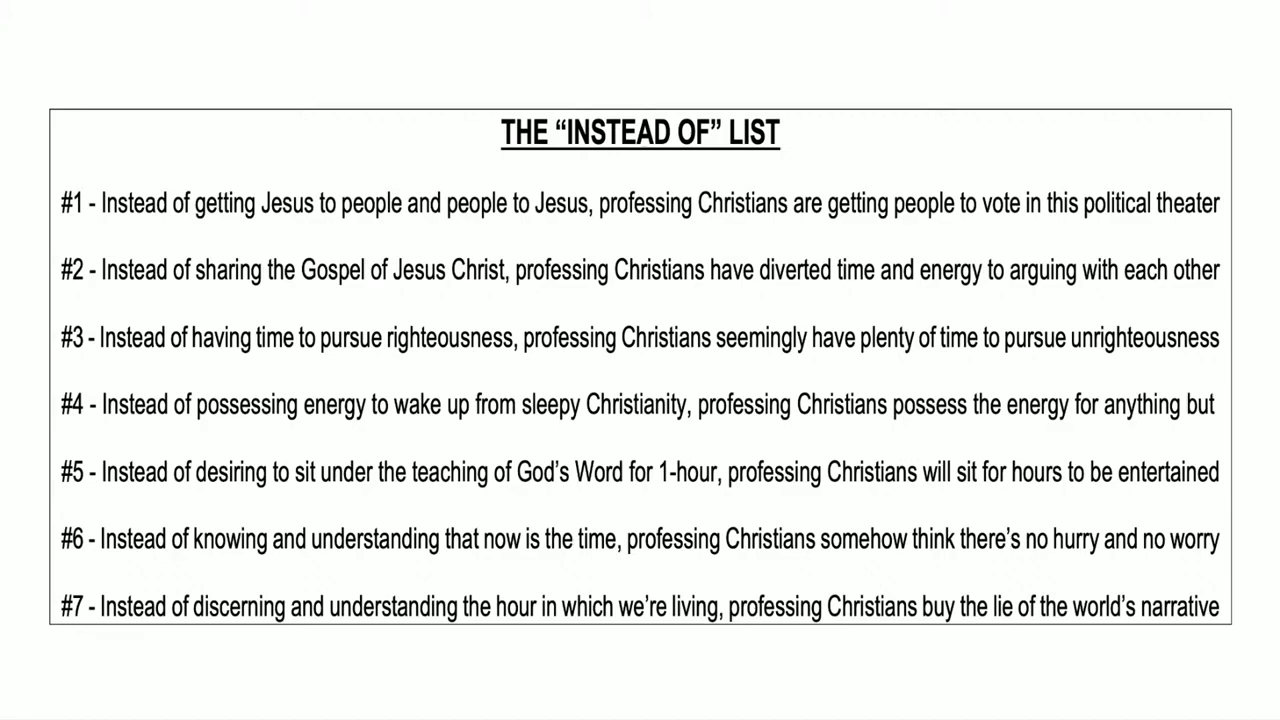 THE “INSTEAD OF” LIST
#1 - Instead of getting Jesus to people and people to Jesus, professing Christians are getting people to vote in this political theater
#2 - Instead of sharing the Gospel of Jesus Christ, professing Christians have diverted time and energy to arguing with each other
#3 - Instead of having time to pursue righteousness, professing Christians seemingly have plenty of time to pursue unrighteousness
#4 - Instead of possessing energy to wake up from sleepy Christianity, professing Christians possess the energy for anything but
#5 - Instead of desiring to sit under the teaching of God’s Word for 1-hour, professing Christians will sit for hours to be entertained
#6 - Instead of knowing and understanding that now is the time, professing Christians somehow think there’s no hurry and no worry
#7 - Instead of discerning and understanding the hour in which we’re living, professing Christians buy the lie of the world’s narrative